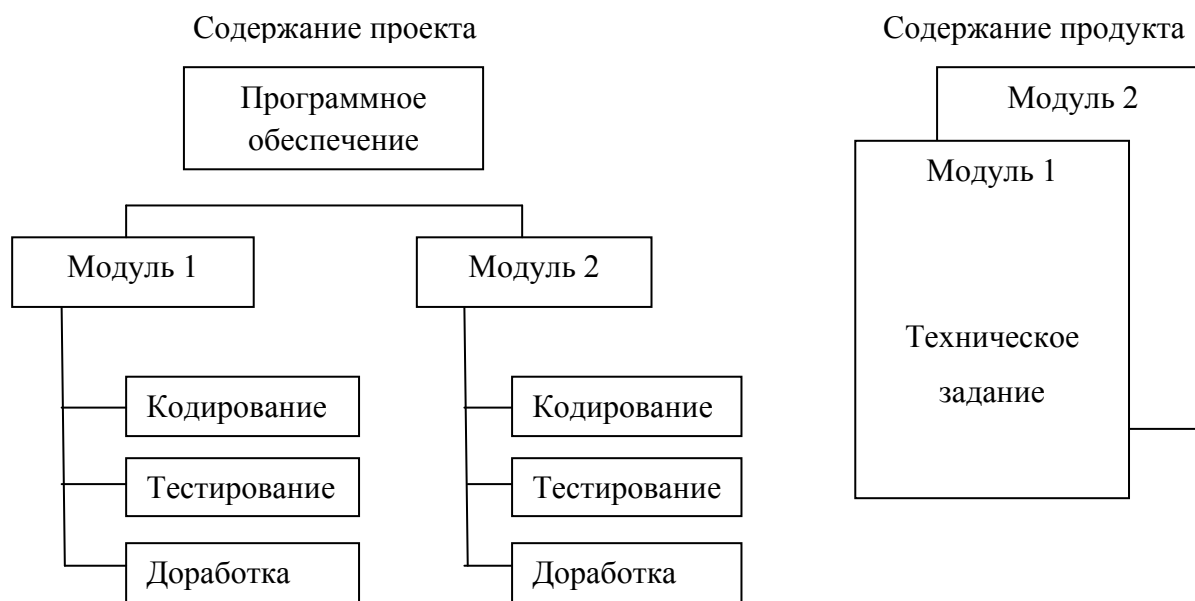 Содержание проекта
Программное
обеспечение
Модуль 1
Модуль 2
Кодирование
Тестирование
Доработка
Кодирование
Тестирование
Доработка
Содержание продукта
Модуль 2
Модуль 1
Техническое
задание